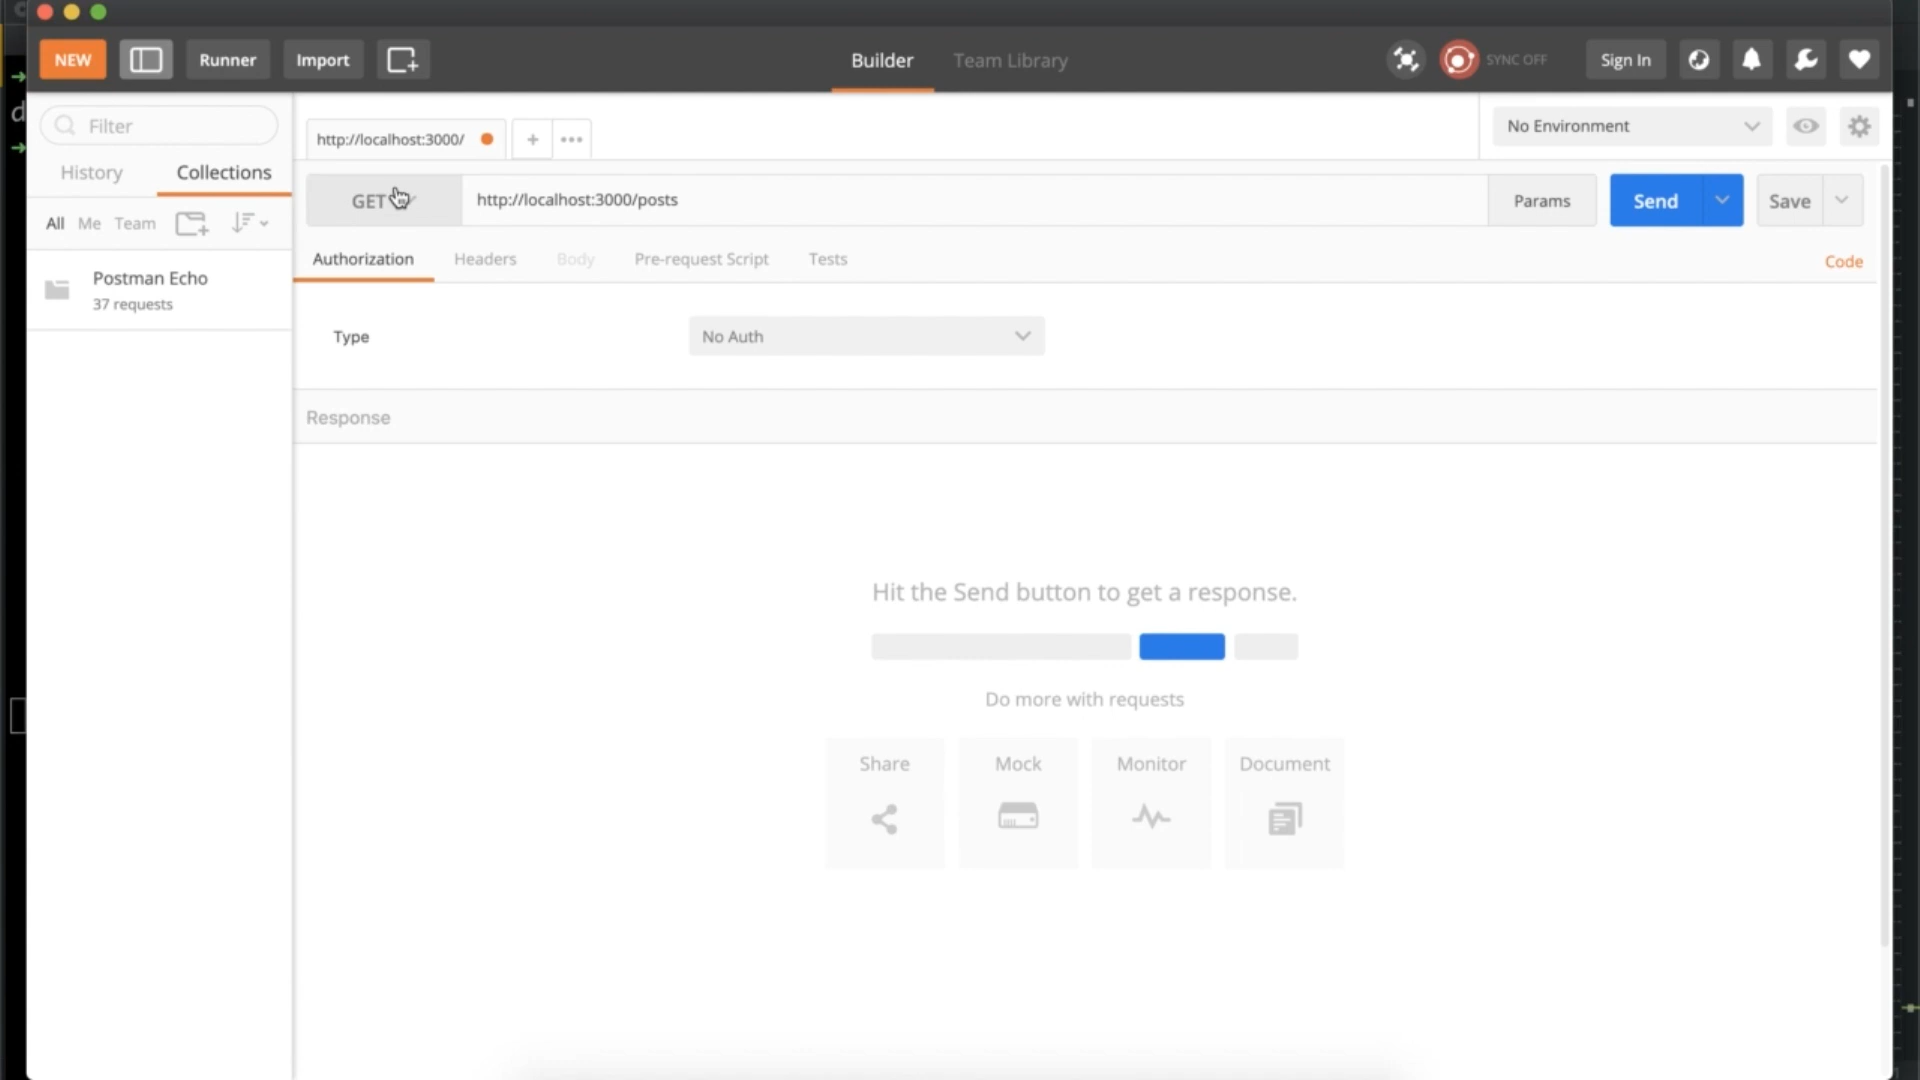 NEW Runner Import Builder Team Library SYNC OFF Sign In
Filter
http://localhost:3000/ + No Environment
History Collections
GET http://localhost:3000/posts Params Send Save
All Me Team
Authorization Headers Body Pre-request Script Tests Code
Postman Echo
37 requests
Type No Auth
Response
Hit the Send button to get a response.
Do more with requests
Share Mock Monitor Document
d